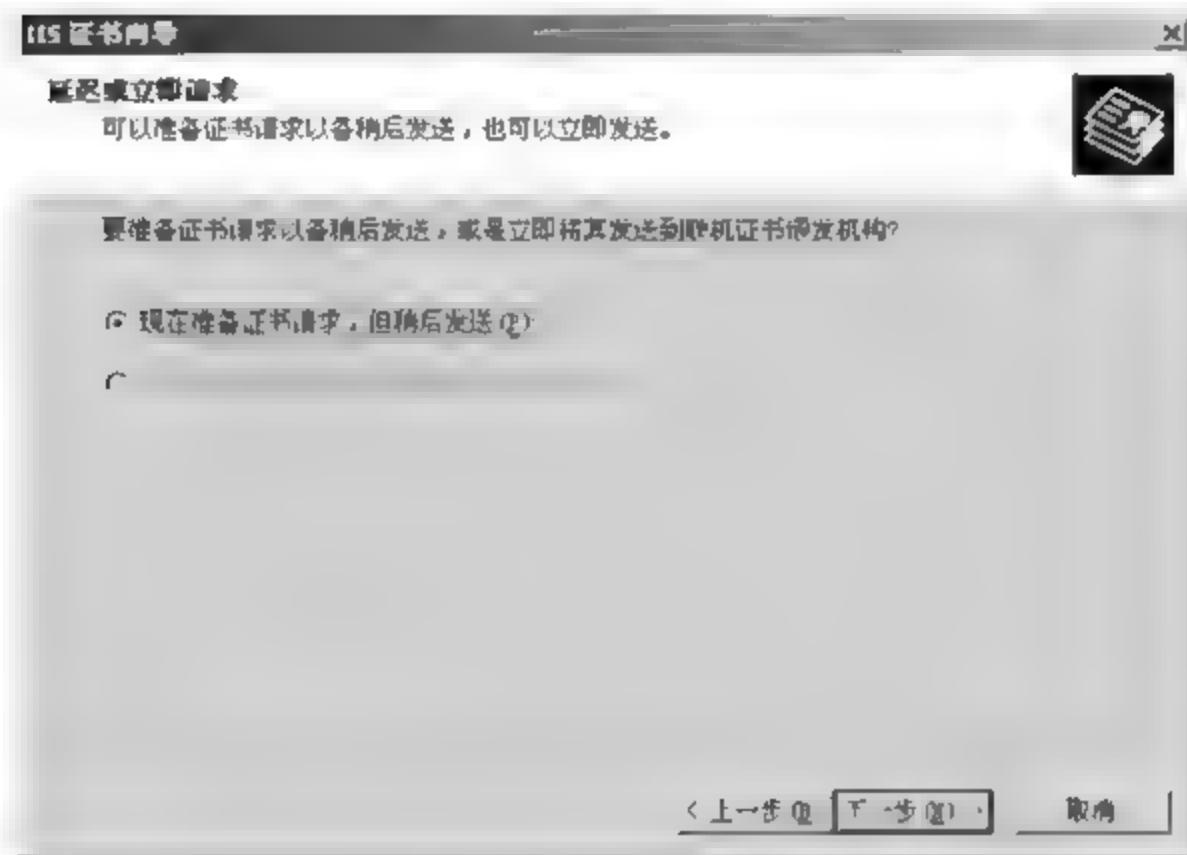 IIS 证书向导
延迟或立即请求
可以准备证书请求以备稍后发送，也可以立即发送。
要准备证书请求以备稍后发送，或是立即将其发送到联机证书颁发机构?
现在准备证书请求，但稍后发送(P)
< 上一步(B) 下一步(N) > 取消